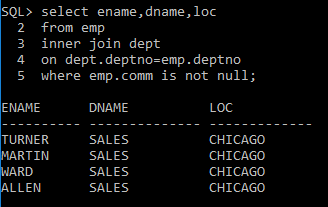 SQL> select ename,dname,loc
2 from emp
3 inner join dept
4 on dept.deptno=emp.deptno
5 where emp.comm is not null;
ENAME DNAME LOC
---------- -------------- -------------
TURNER SALES CHICAGO
MARTIN SALES CHICAGO
WARD SALES CHICAGO
ALLEN SALES CHICAGO